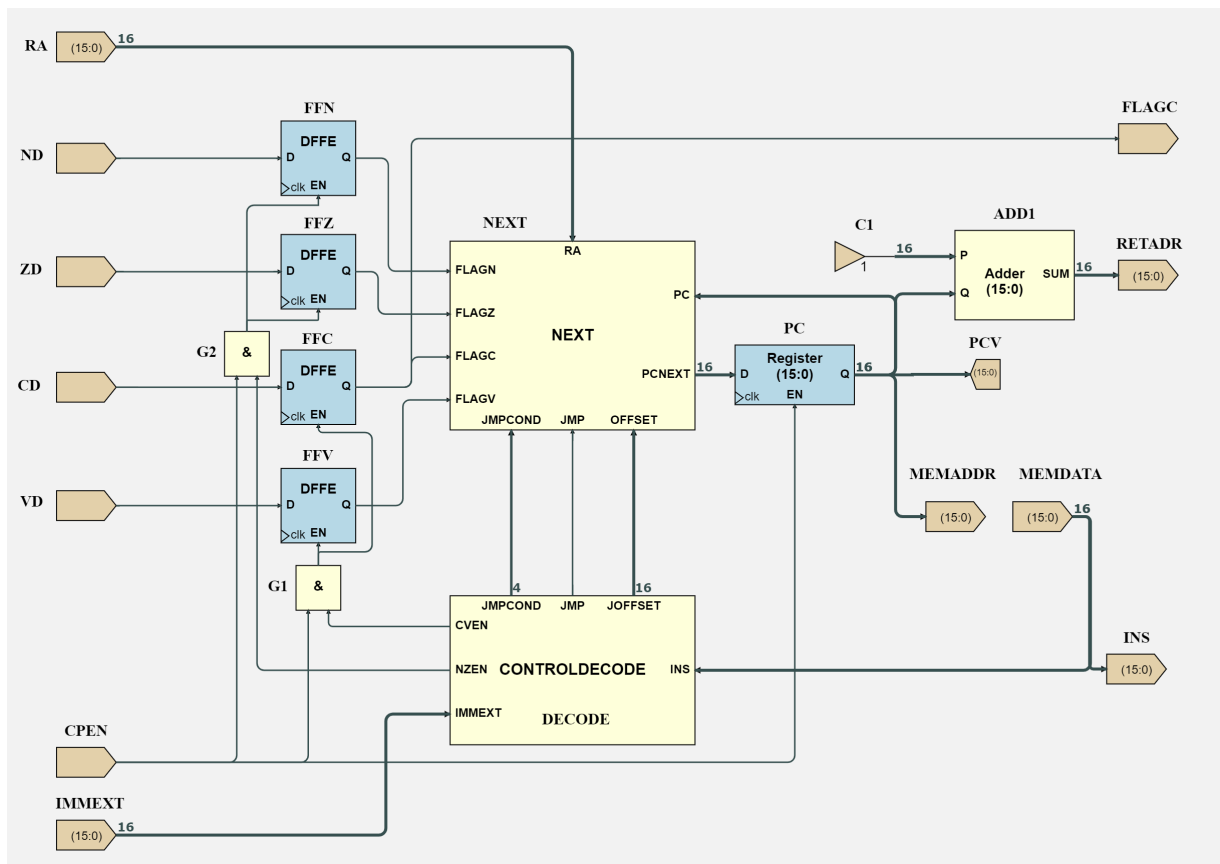 RA
(15:0)
16
FFN
DFFE
D
Q
clk
EN
ND
FLAGC
FFZ
DFFE
D
Q
clk
EN
ZD
NEXT
RA
FLAGN
FLAGZ
FLAGC
FLAGV
NEXT
PC
PCNEXT
16
JMPCOND
JMP
OFFSET
C1
1
16
ADD1
P
Q
Adder
(15:0)
SUM
16
RETADR
(15:0)
G2
&
FFC
DFFE
D
Q
clk
EN
CD
PC
Register
(15:0)
D
Q
clk
EN
16
PCV
(15:0)
FFV
DFFE
D
Q
clk
EN
VD
MEMADDR
(15:0)
MEMDATA
(15:0)
16
G1
&
4
16
JMPCOND
JMP
JOFFSET
CVEN
NZEN
CONTROLDECODE
INS
IMMEXT
DECODE
INS
(15:0)
CPEN
IMMEXT
(15:0)
16